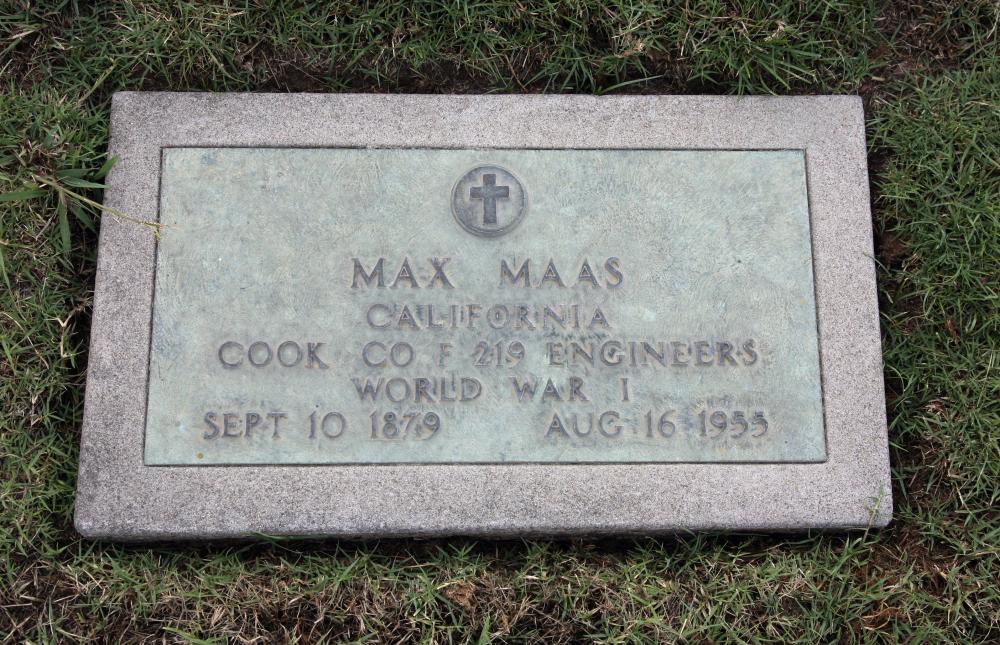 MAX MAAS
CALIFORNIA
COOK CO F 219 ENGINEERS
WORLD WAR I
SEPT 10 1879 AUG 16 1955